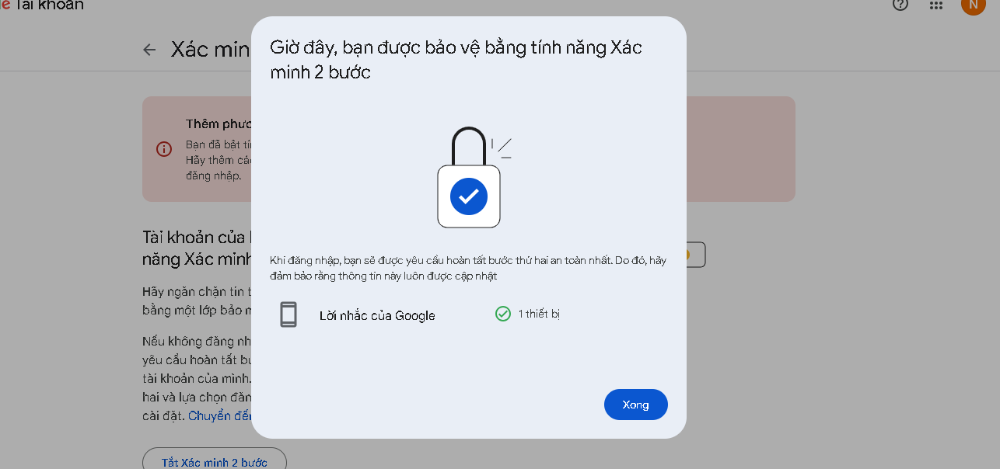 e Tài khoản
N
Xác min
Giờ đây, bạn được bảo vệ bằng tính năng Xác
minh 2 bước
Thêm phươ
Bạn đã bật tí
Hãy thêm các
đăng nhập.
Tài khoản của
năng Xác minh
Hãy ngăn chặn tin t
bằng một lớp bảo m
Nếu không đăng nh
yêu cầu hoàn tất bư
tài khoản của mình.
hai và lựa chọn đăn
cài đặt. Chuyển đến
Tắt Xác minh 2 bước
Khi đăng nhập, bạn sẽ được yêu cầu hoàn tất bước thứ hai an toàn nhất. Do đó, hãy
đảm bảo rằng thông tin này luôn được cập nhật
Lời nhắc của Google
1 thiết bị
Xong